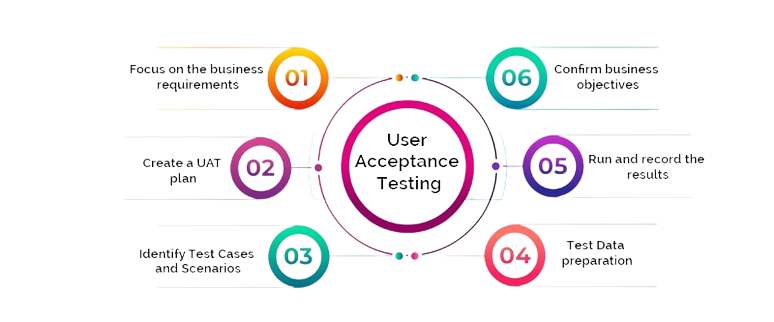 01
Focus on the business
requirements
02
Create a UAT
plan
03
Identify Test Cases
and Scenarios
User
Acceptance
Testing
06
Confirm business
objectives
05
Run and record the
results
04
Test Data
preparation